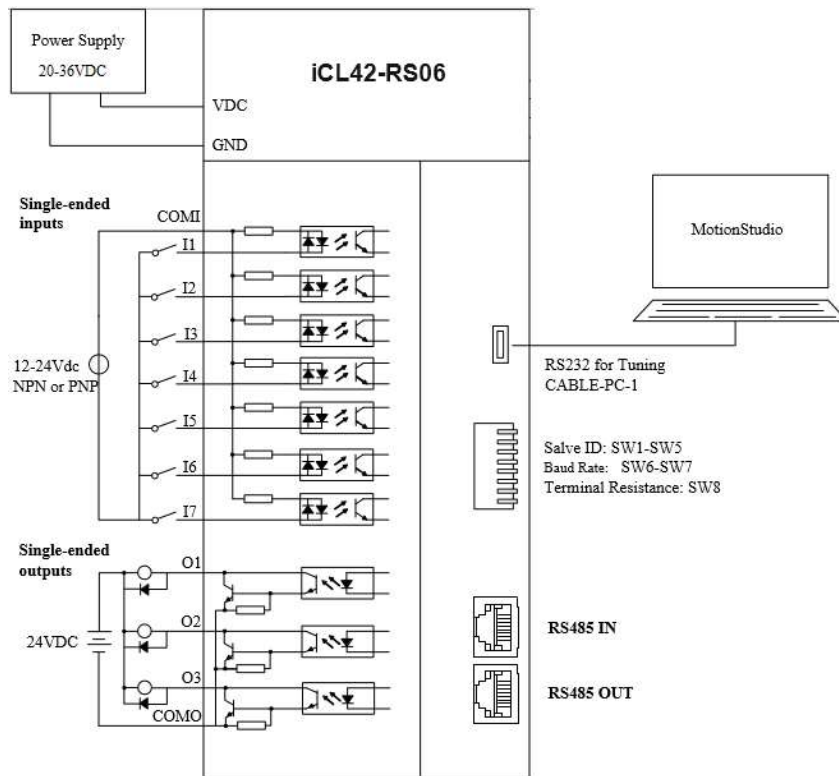 Power Supply
20-36VDC
iCL42-RS06
VDC
GND
Single-ended
inputs
COMI
I1
I2
I3
I4
I5
I6
I7
12-24Vdc
NPN or PNP
MotionStudio
RS232 for Tuning
CABLE-PC-1
Salve ID: SW1-SW5
Baud Rate: SW6-SW7
Terminal Resistance: SW8
Single-ended
outputs
O1
O2
O3
COMO
24VDC
RS485 IN
RS485 OUT